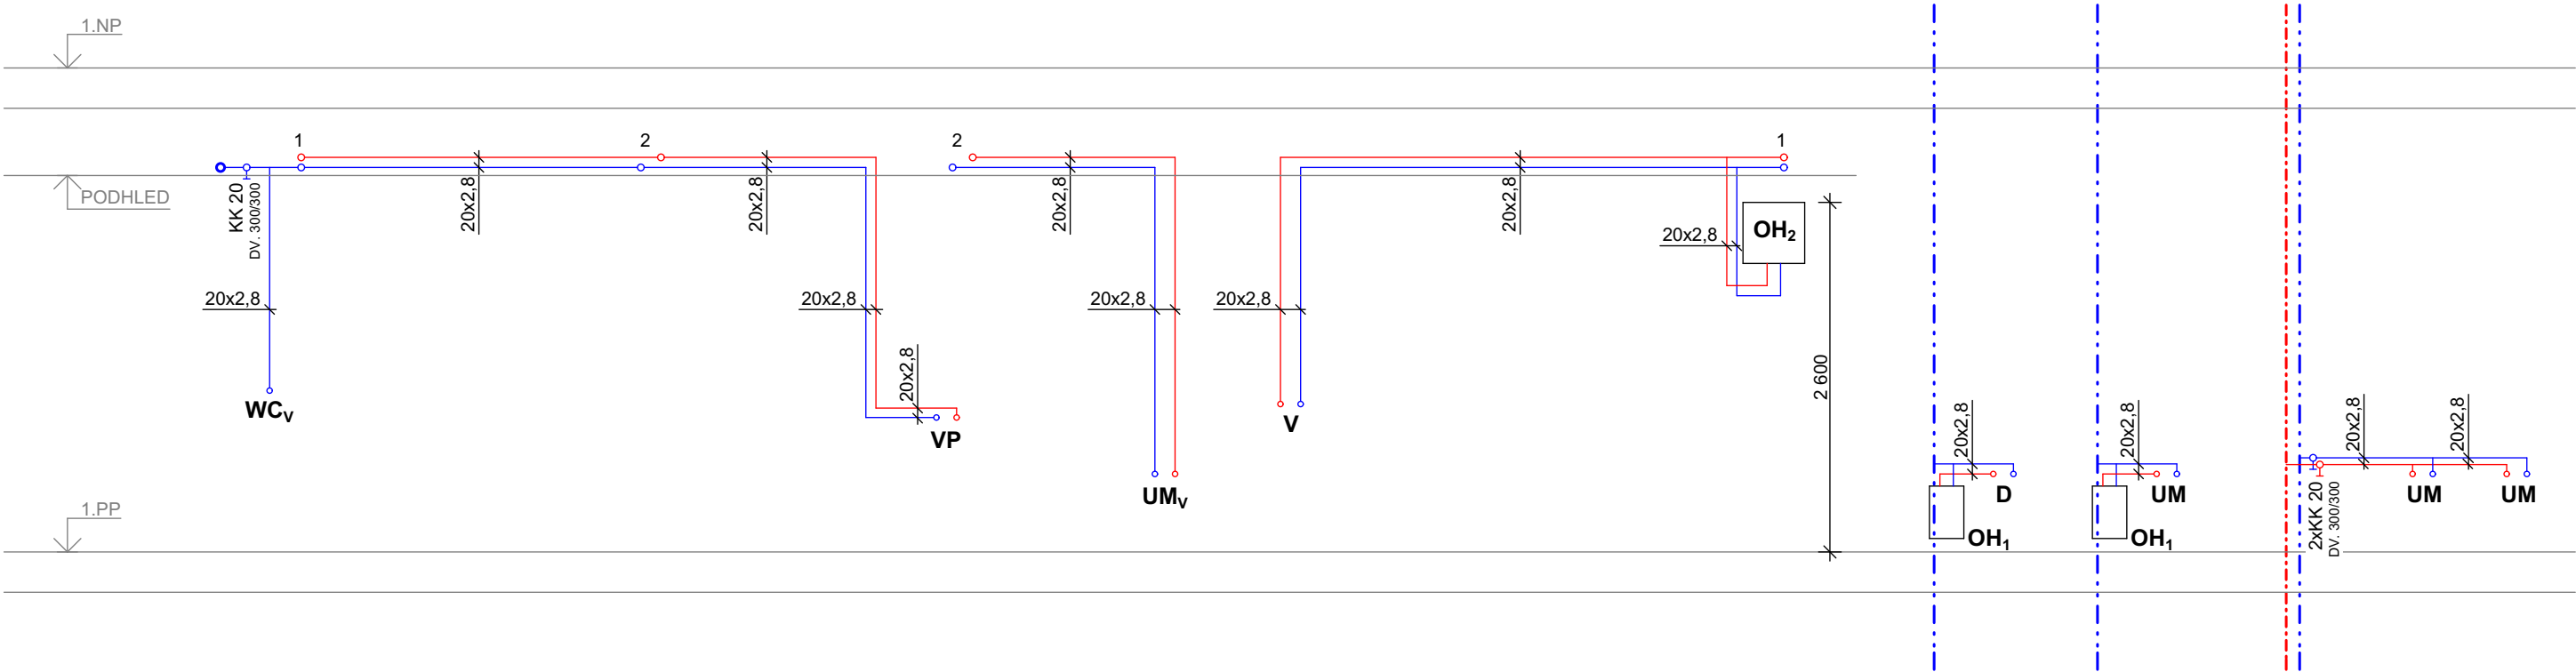 1.NP
1
2
2
1
PODHLED
KK 20
DV. 300/300
20x2,8
20x2,8
20x2,8
20x2,8
20x2,8
OH₂
20x2,8
20x2,8
20x2,8
20x2,8
20x2,8
2 600
WCᵥ
VP
V
20x2,8
20x2,8
20x2,8
20x2,8
UMᵥ
D
UM
UM
UM
1.PP
OH₁
OH₁
2xKK 20
DV. 300/300